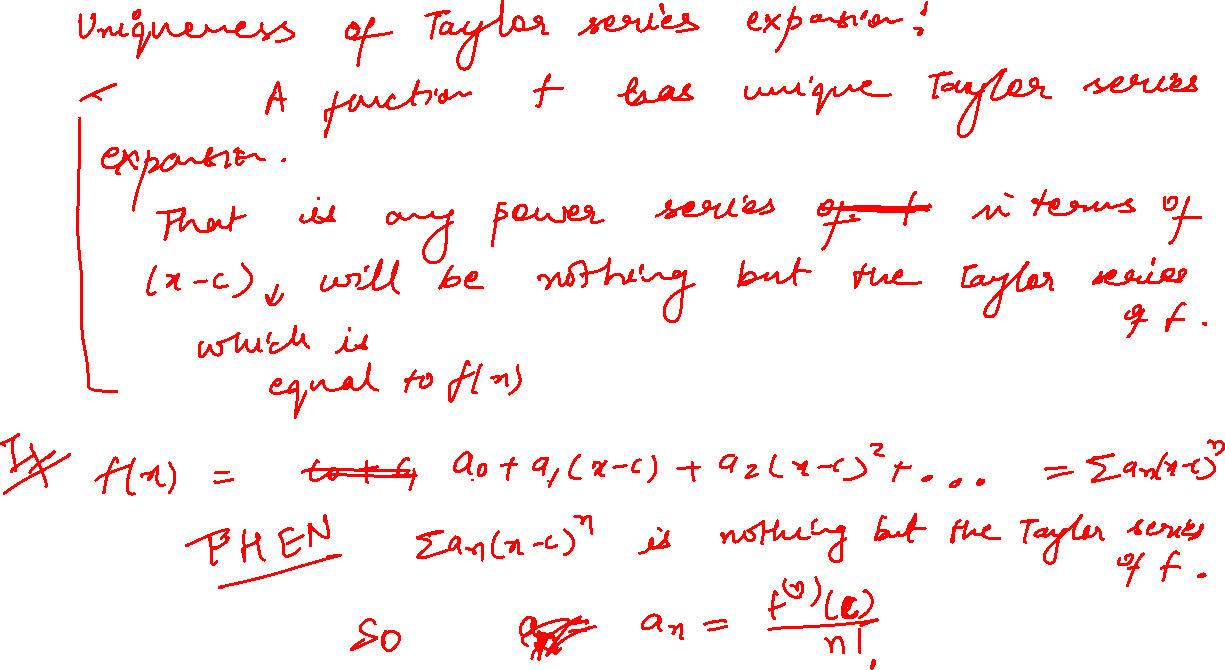 Uniqueness of Taylor series expansion:
A function f has unique Taylor series
expansion.
That is any power series in terms of
(x-c) will be nothing but the Taylor series
of f.
which is
equal to f(x)
If f(x) = a₀ + a₁(x-c) + a₂(x-c)² + ... = Σaₙ(x-c)ⁿ
THEN Σaₙ(x-c)ⁿ is nothing but the Taylor series
of f.
So aₙ = f⁽ⁿ⁾(c)/n!